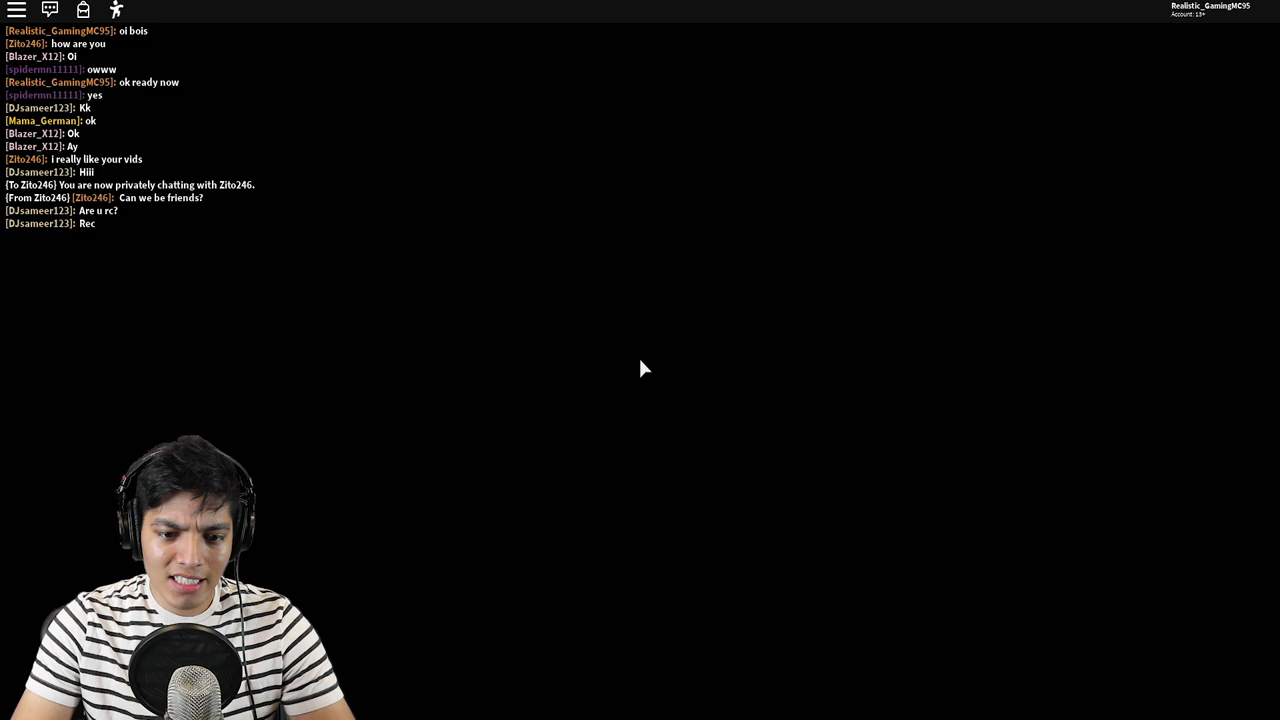 Realistic_GamingMC95
Account: 13+
[Realistic_GamingMC95]: oi bois
[Zito246]: how are you
[Blazer_X12]: Oi
[spidermn11111]: owww
[Realistic_GamingMC95]: ok ready now
[spidermn11111]: yes
[DJsameer123]: Kk
[Mama_German]: ok
[Blazer_X12]: Ok
[Blazer_X12]: Ay
[Zito246]: i really like your vids
[DJsameer123]: Hiii
{To Zito246} You are now privately chatting with Zito246.
{From Zito246} [Zito246]: Can we be friends?
[DJsameer123]: Are u rc?
[DJsameer123]: Rec